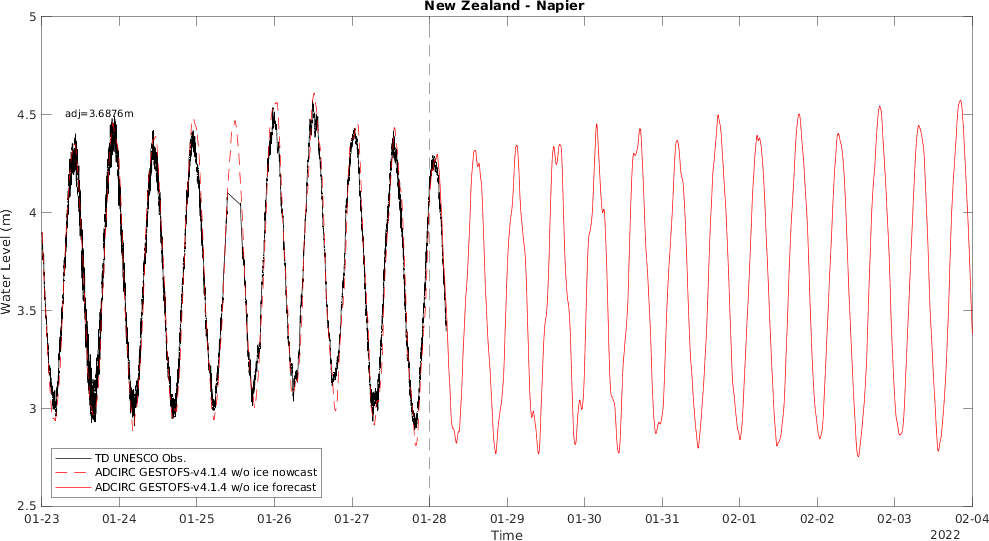 New Zealand - Napier
5
4.5
4
3.5
3
2.5
Water Level (m)
adj=3.6876m
TD UNESCO Obs.
ADCIRC GESTOFS-v4.1.4 w/o ice nowcast
ADCIRC GESTOFS-v4.1.4 w/o ice forecast
01-23 01-24 01-25 01-26 01-27 01-28 01-29 01-30 01-31 02-01 02-02 02-03 02-04
Time
2022